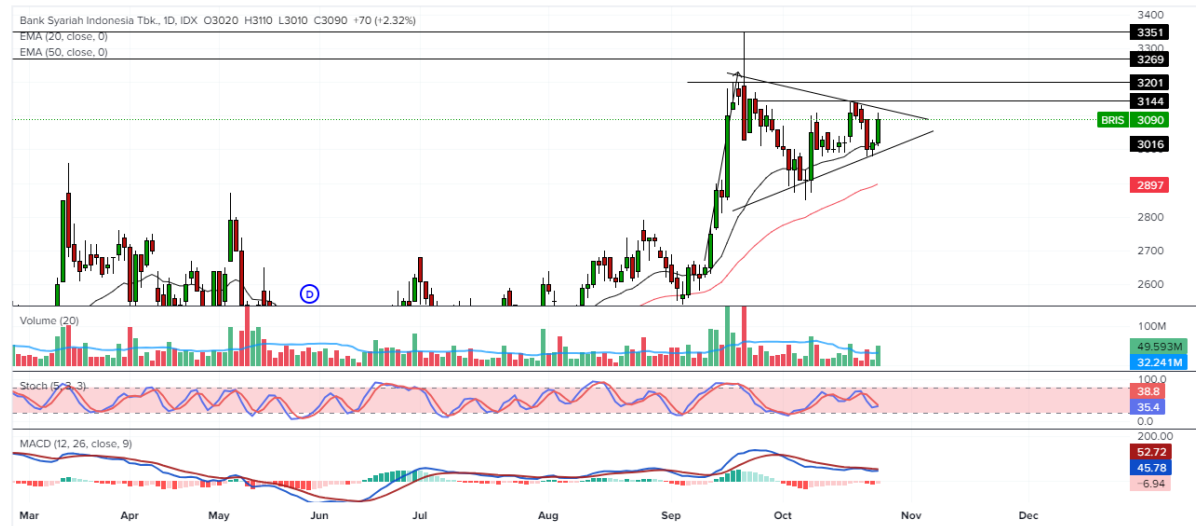 Bank Syariah Indonesia Tbk., 1D, IDX O3020 H3110 L3010 C3090 +70 (+2.32%)
EMA (20, close, 0)
EMA (50, close, 0)
3400
3351
3300
3269
3201
3144
BRIS 3090
3016
2897
2800
2700
2600
D
Volume (20)
100M
49.593M
32.241M
Stoch (5, 3, 3)
100.0
38.8
35.4
0.0
MACD (12, 26, close, 9)
200.00
52.72
45.78
−6.94
Mar Apr May Jun Jul Aug Sep Oct Nov Dec